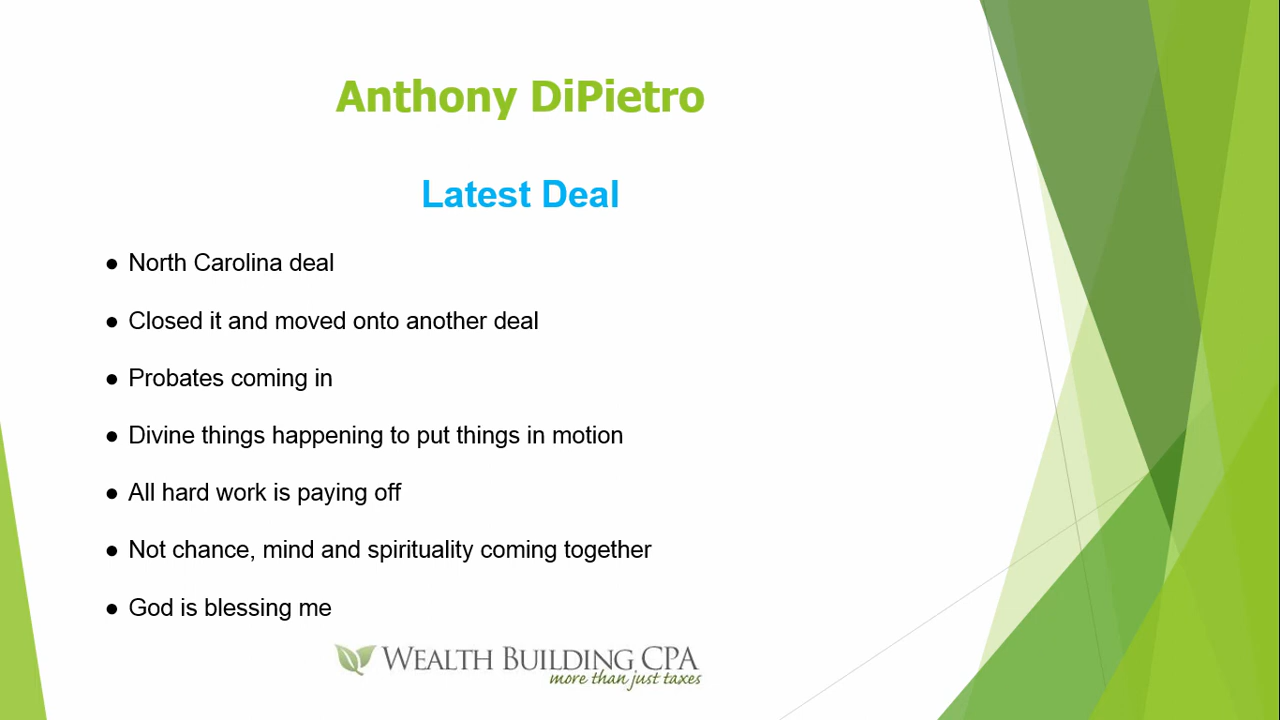 Anthony DiPietro
Latest Deal
● North Carolina deal
● Closed it and moved onto another deal
● Probates coming in
● Divine things happening to put things in motion
● All hard work is paying off
● Not chance, mind and spirituality coming together
● God is blessing me
WEALTH BUILDING CPA
more than just taxes